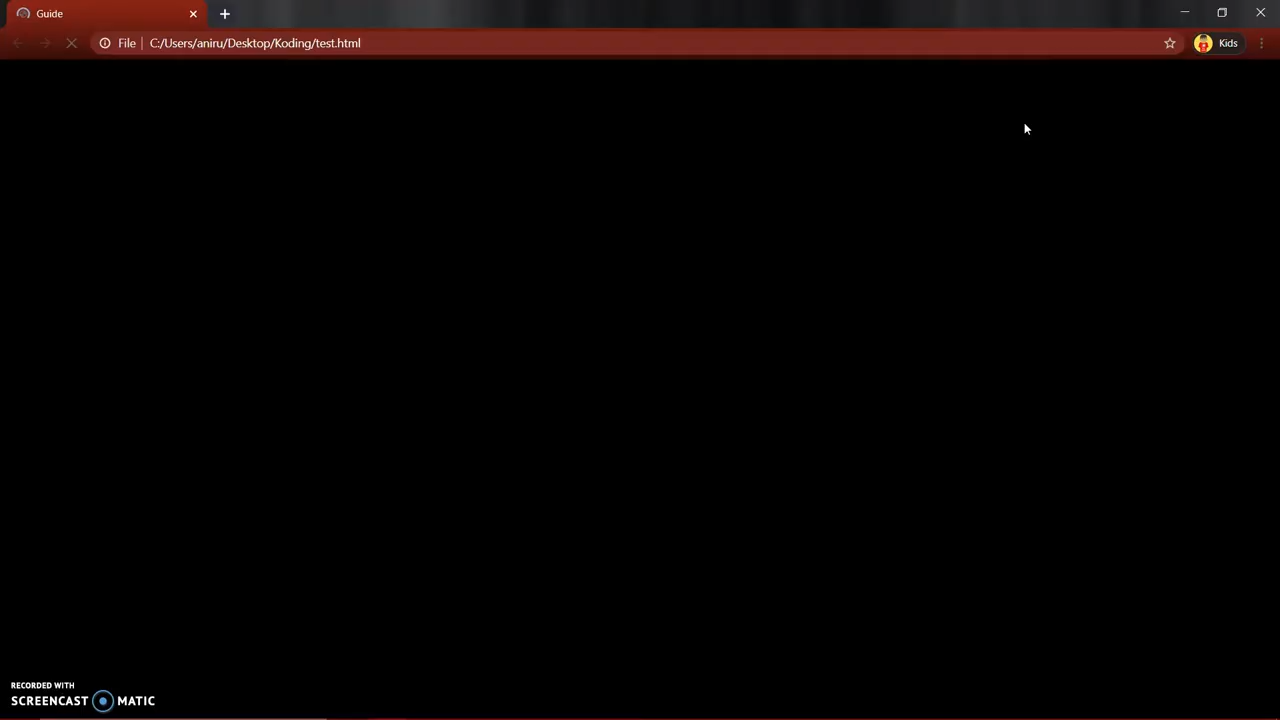 Guide
File C:/Users/aniru/Desktop/Koding/test.html
Kids
RECORDED WITH
SCREENCAST MATIC